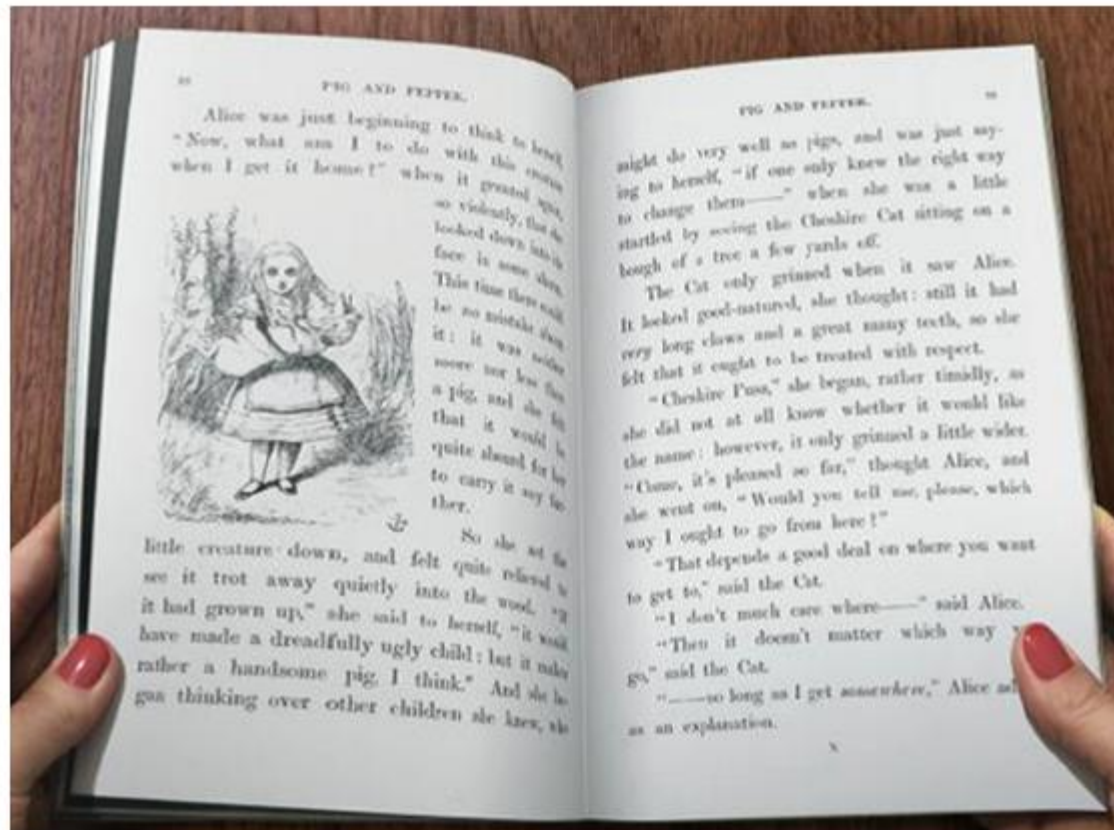 PIG AND PEPPER.
Alice was just beginning to think to herself,
"Now, what am I to do with this creature
when I get it home?" when it grunted again,
so violently, that she
looked down into its
face in some alarm.
This time there could
be no mistake about
it: it was neither
more nor less than
a pig, and she felt
that it would be
quite absurd for her
to carry it any fur-
ther.
So she set the
little creature down, and felt quite relieved to
see it trot away quietly into the wood. "If
it had grown up," she said to herself, "it would
have made a dreadfully ugly child: but it makes
rather a handsome pig, I think." And she be-
gan thinking over other children she knew, who
PIG AND PEPPER.
might do very well as pigs, and was just say-
ing to herself, "if one only knew the right way
to change them——" when she was a little
startled by seeing the Cheshire Cat sitting on a
bough of a tree a few yards off.
The Cat only grinned when it saw Alice.
It looked good-natured, she thought: still it had
very long claws and a great many teeth, so she
felt that it ought to be treated with respect.
"Cheshire Puss," she began, rather timidly, as
she did not at all know whether it would like
the name: however, it only grinned a little wider.
"Come, it's pleased so far," thought Alice, and
she went on, "Would you tell me, please, which
way I ought to go from here?"
"That depends a good deal on where you want
to get to," said the Cat.
"I don't much care where——" said Alice.
"Then it doesn't matter which way
go," said the Cat.
"——so long as I get somewhere," Alice
as an explanation.